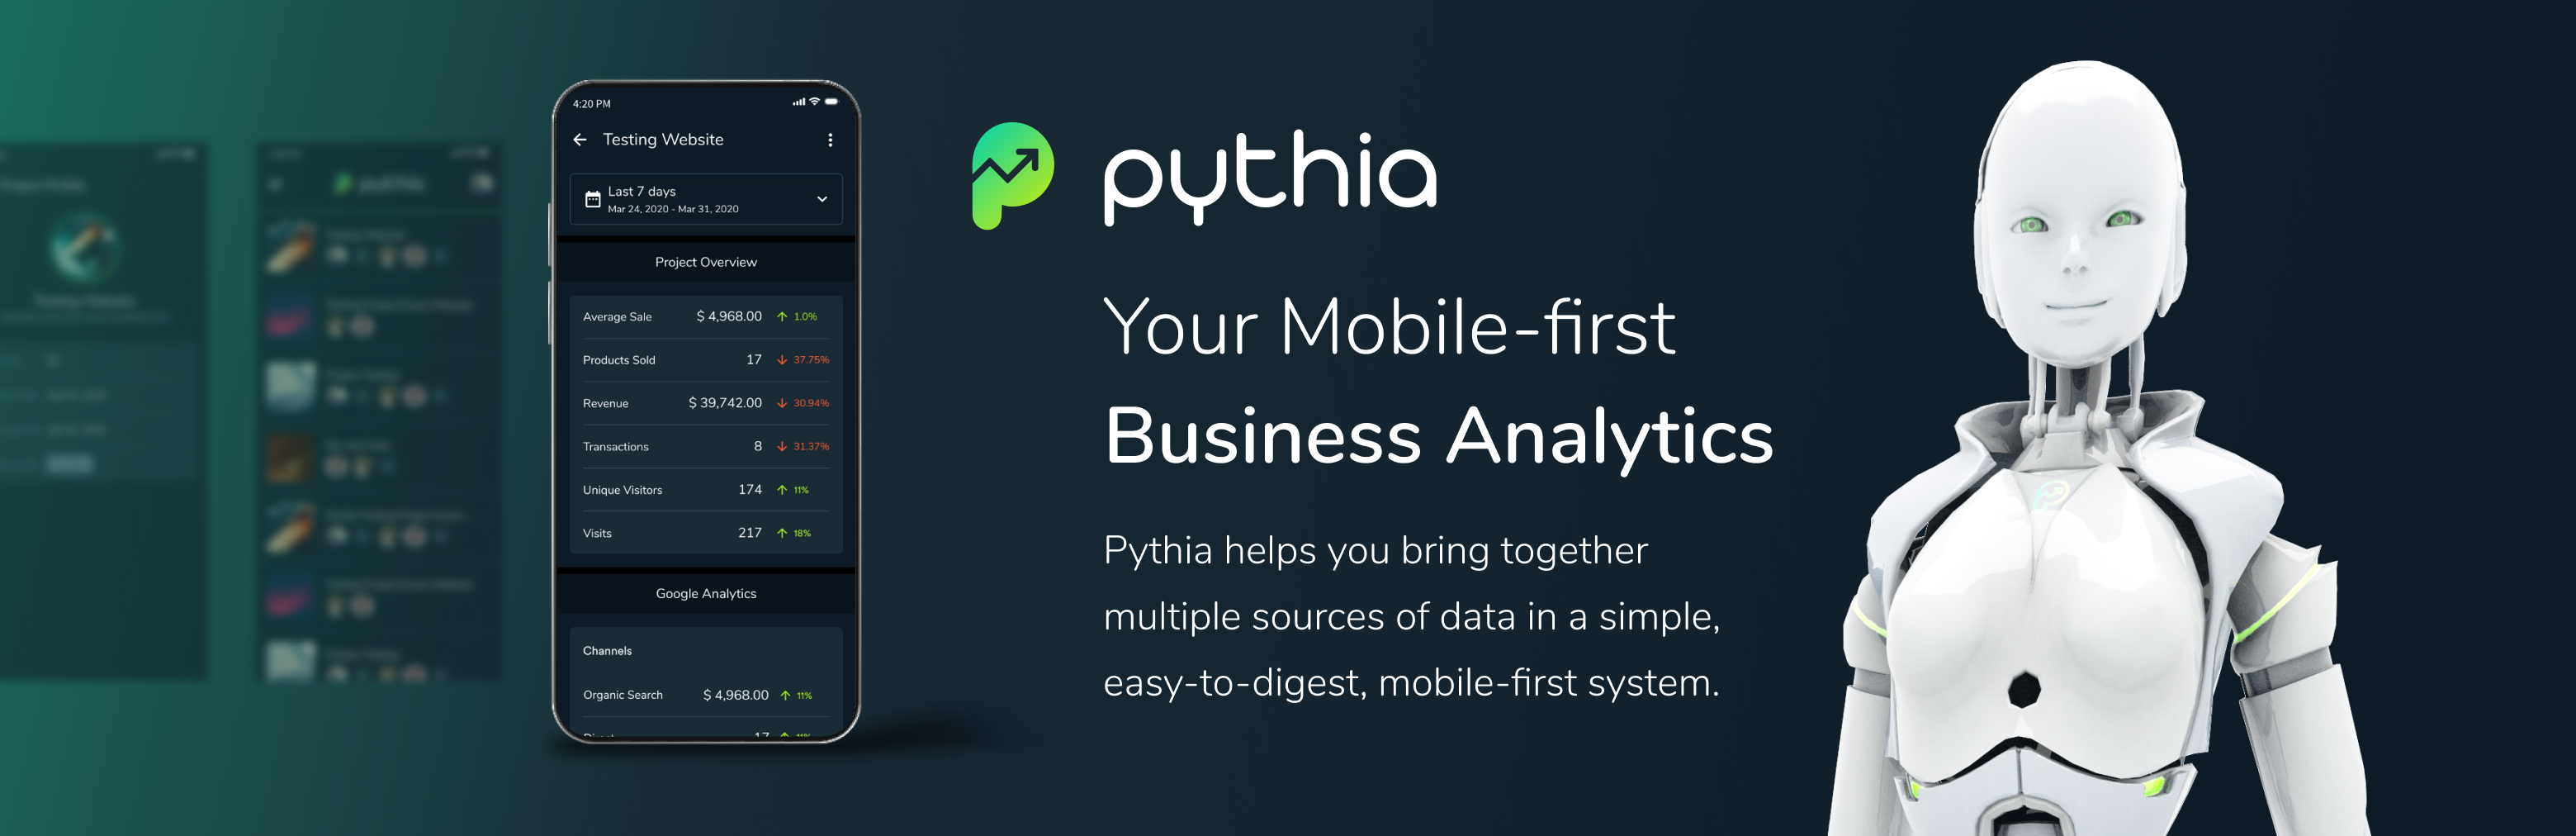 4:20 PM
Testing Website
Last 7 days
Mar 24, 2020 - Mar 31, 2020
Project Overview
Average Sale $ 4,968.00 1.0%
Products Sold 17 37.75%
Revenue $ 39,742.00 30.94%
Transactions 8 31.37%
Unique Visitors 174 11%
Visits 217 18%
Google Analytics
Channels
Organic Search $ 4,968.00 11%
Direct 17 11%
pythia
Your Mobile-first
Business Analytics
Pythia helps you bring together
multiple sources of data in a simple,
easy-to-digest, mobile-first system.